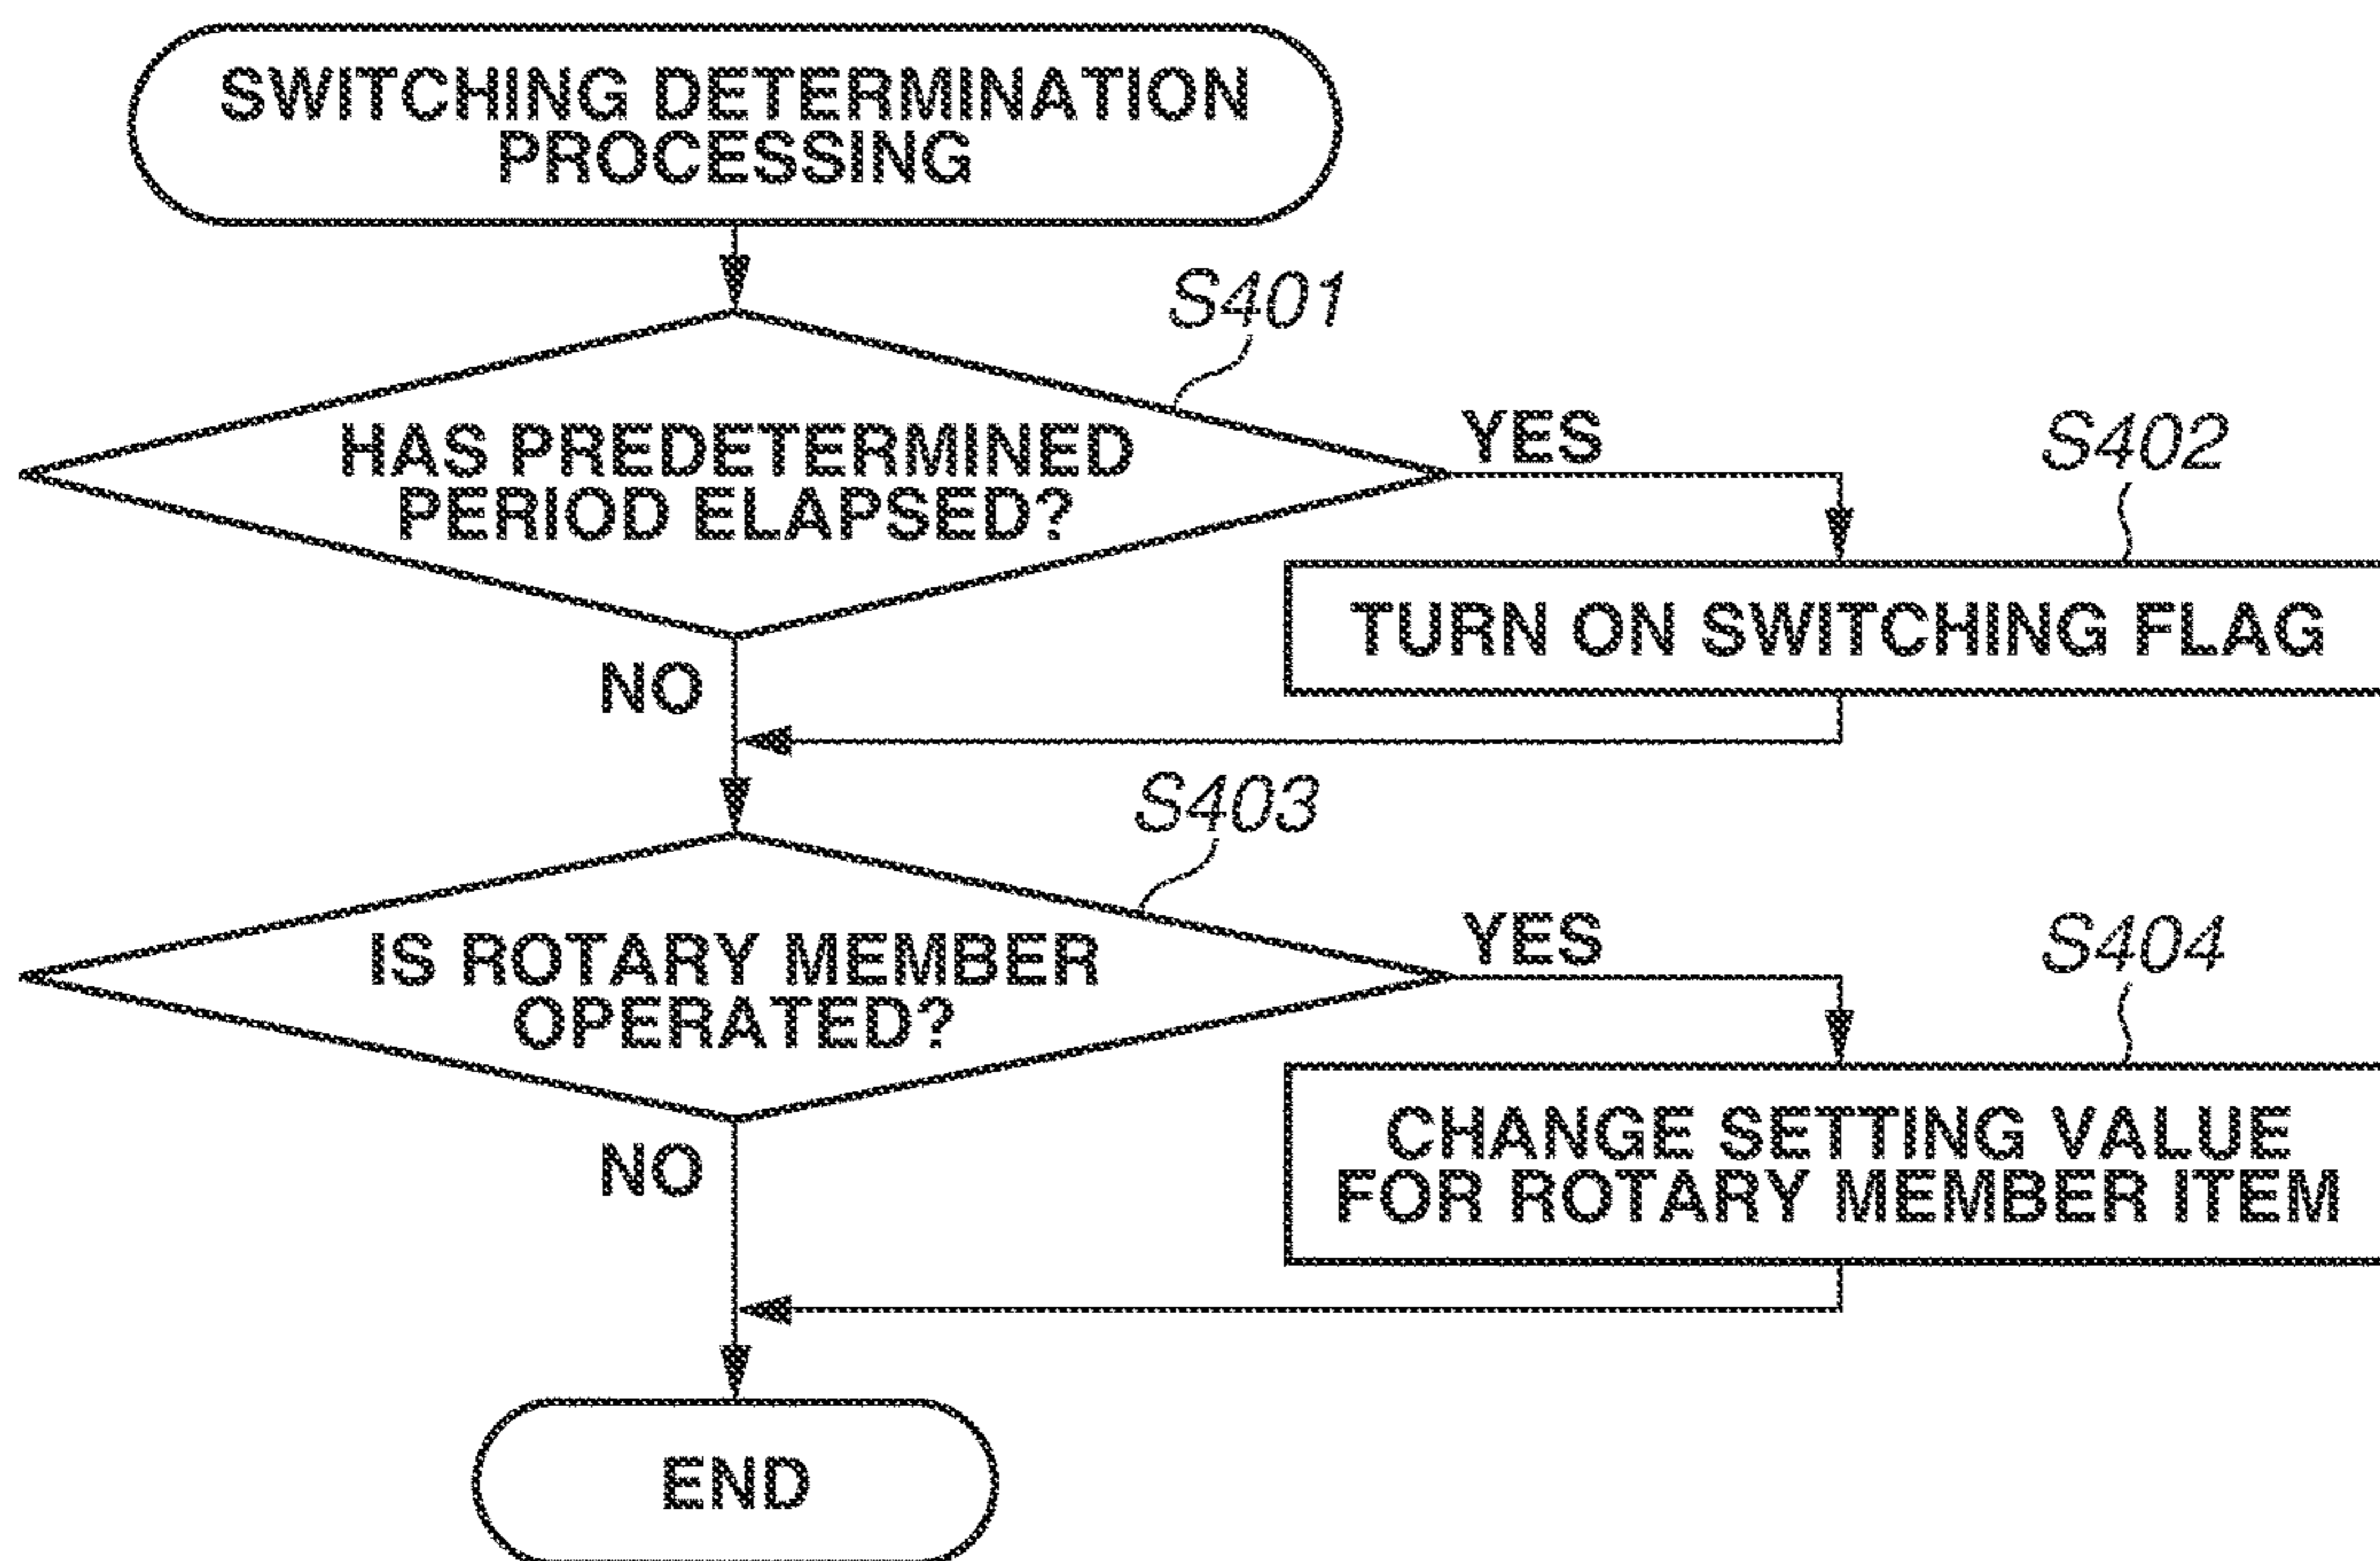 SWITCHING DETERMINATION
PROCESSING
S401
HAS PREDETERMINED
PERIOD ELAPSED?
YES
S402
TURN ON SWITCHING FLAG
NO
S403
IS ROTARY MEMBER
OPERATED?
YES
S404
CHANGE SETTING VALUE
FOR ROTARY MEMBER ITEM
NO
END